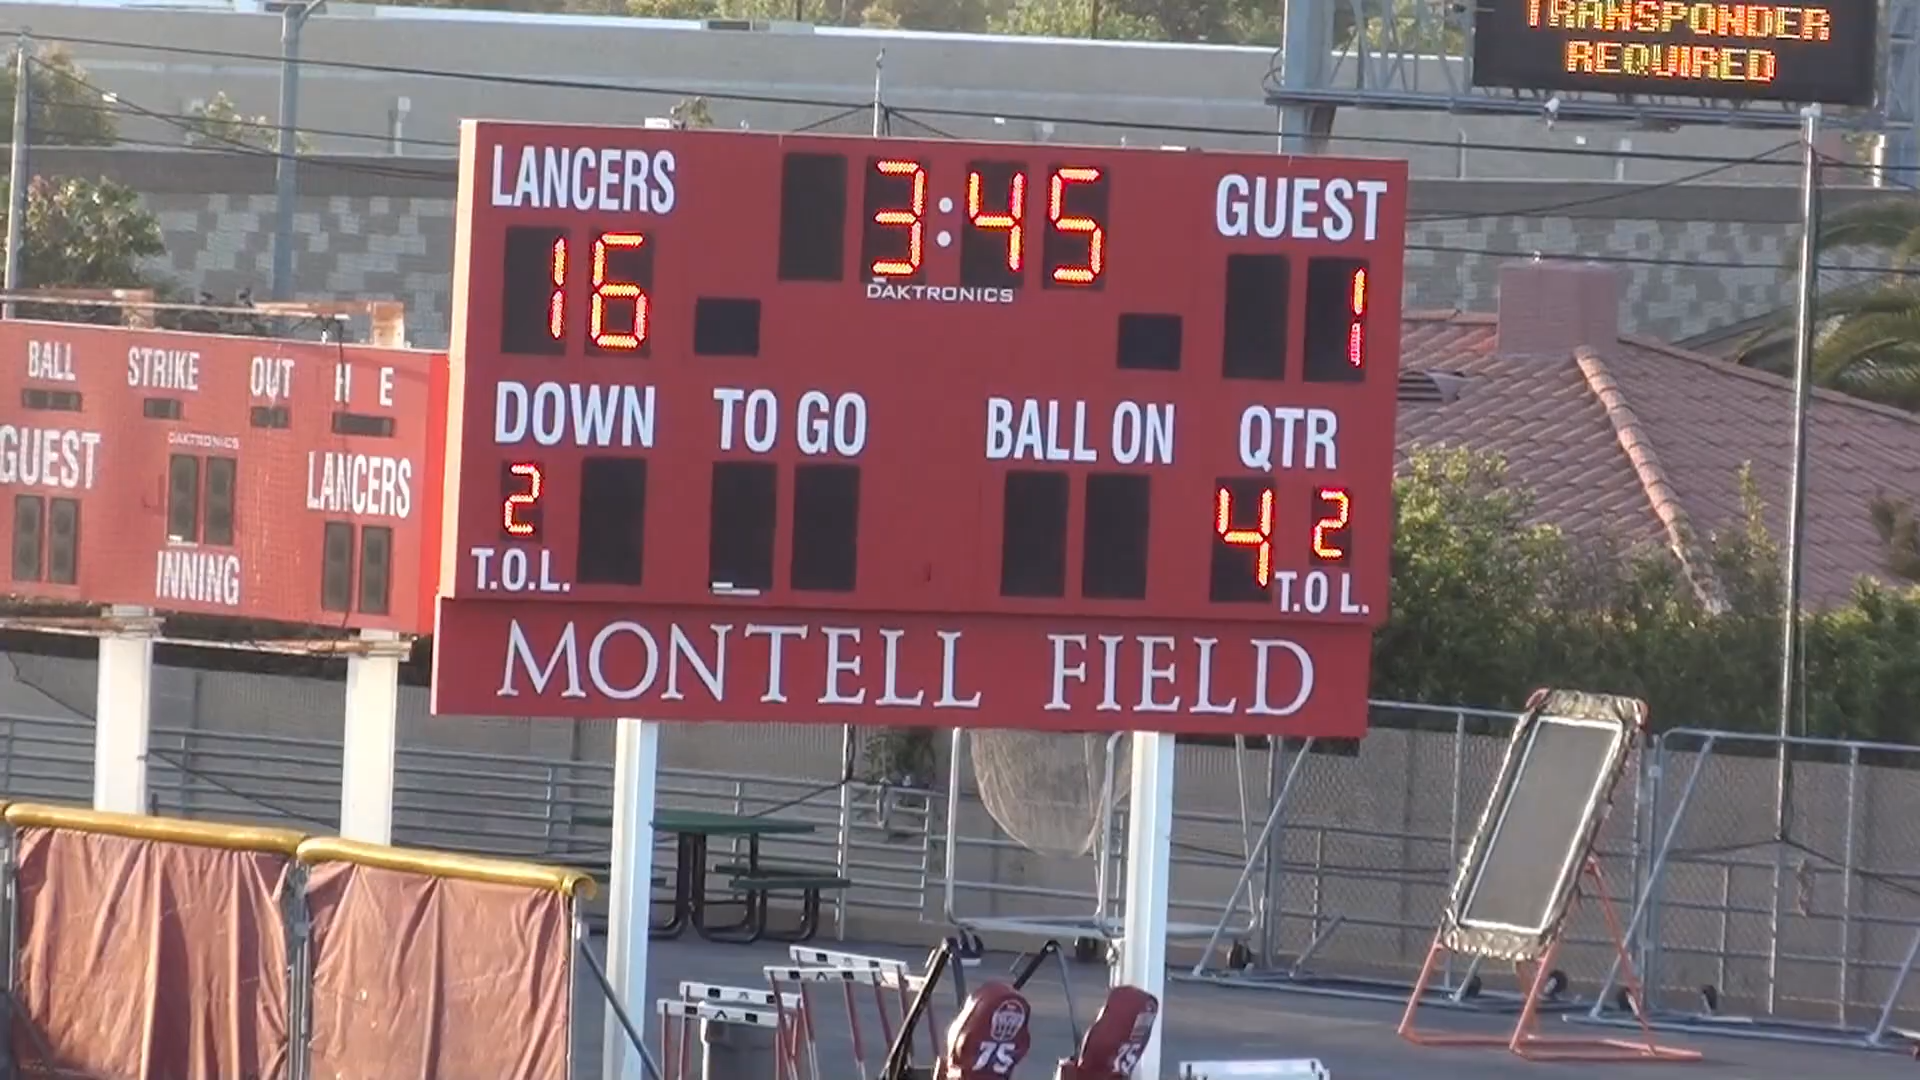 TRANSPONDER
REQUIRED
LANCERS 3:45 GUEST
16 1
DAKTRONICS
DOWN TO GO BALL ON QTR
2 4 2
T.O.L. T.O L.
MONTELL FIELD
BALL STRIKE OUT H E
DAKTRONICS
GUEST LANCERS
INNING
75
75